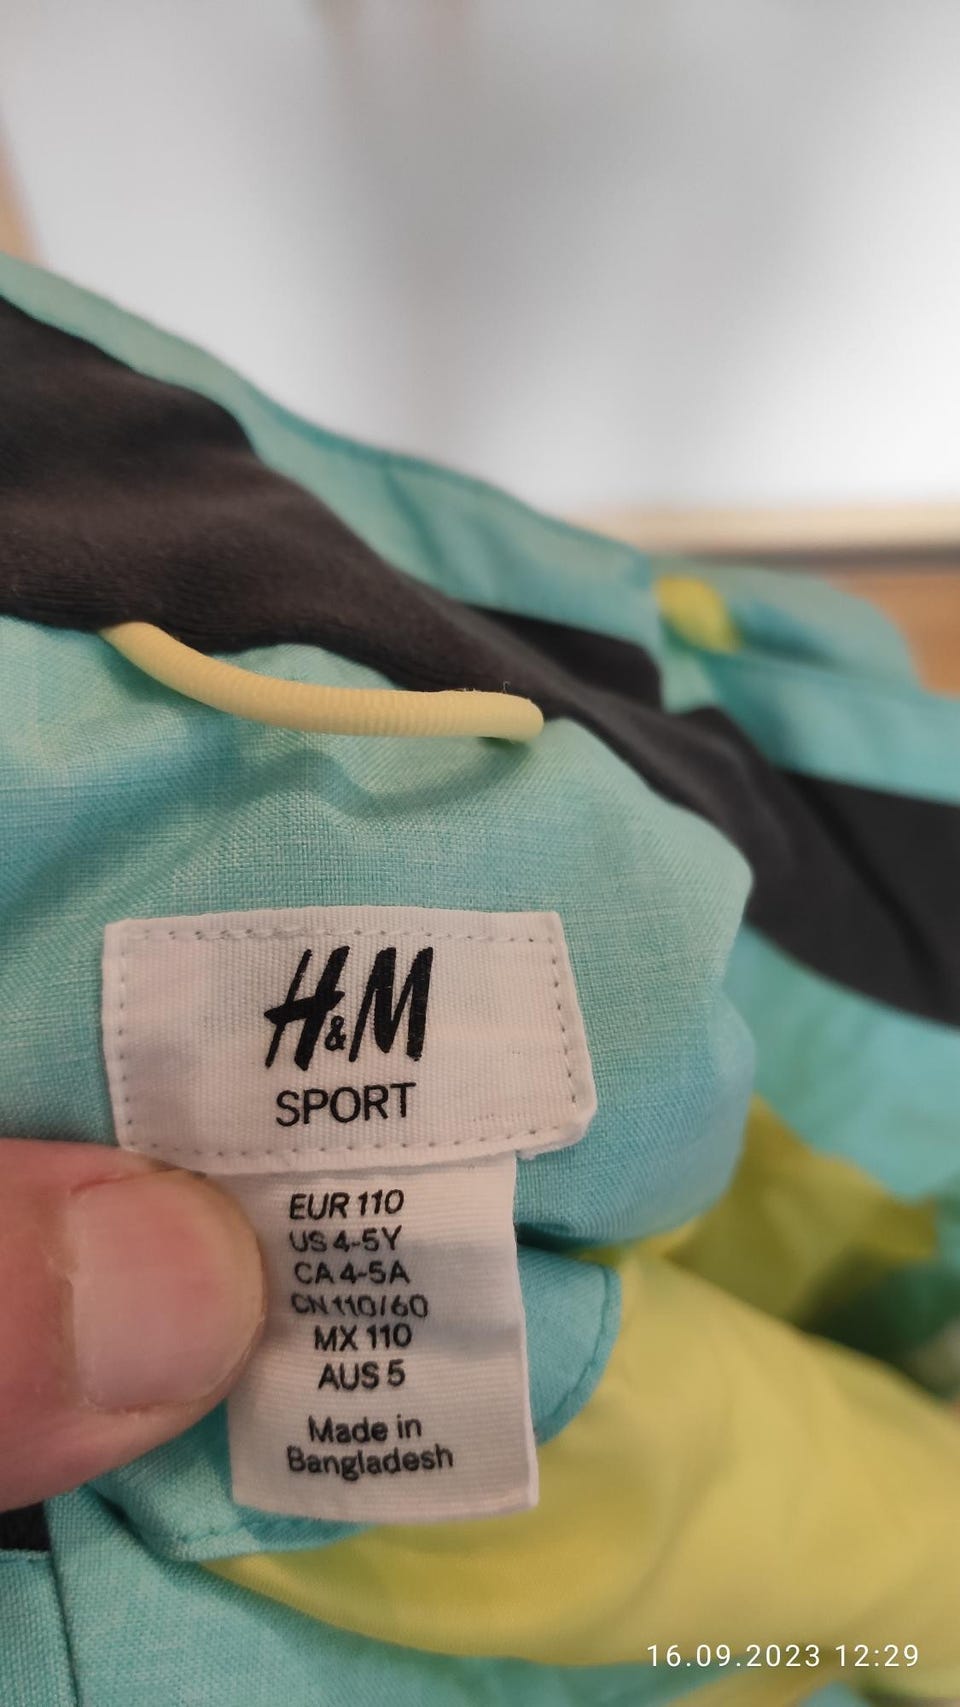 H&M
SPORT
EUR 110
US 4-5Y
CA 4-5A
CN 110/60
MX 110
AUS 5
Made in
Bangladesh
16.09.2023 12:29